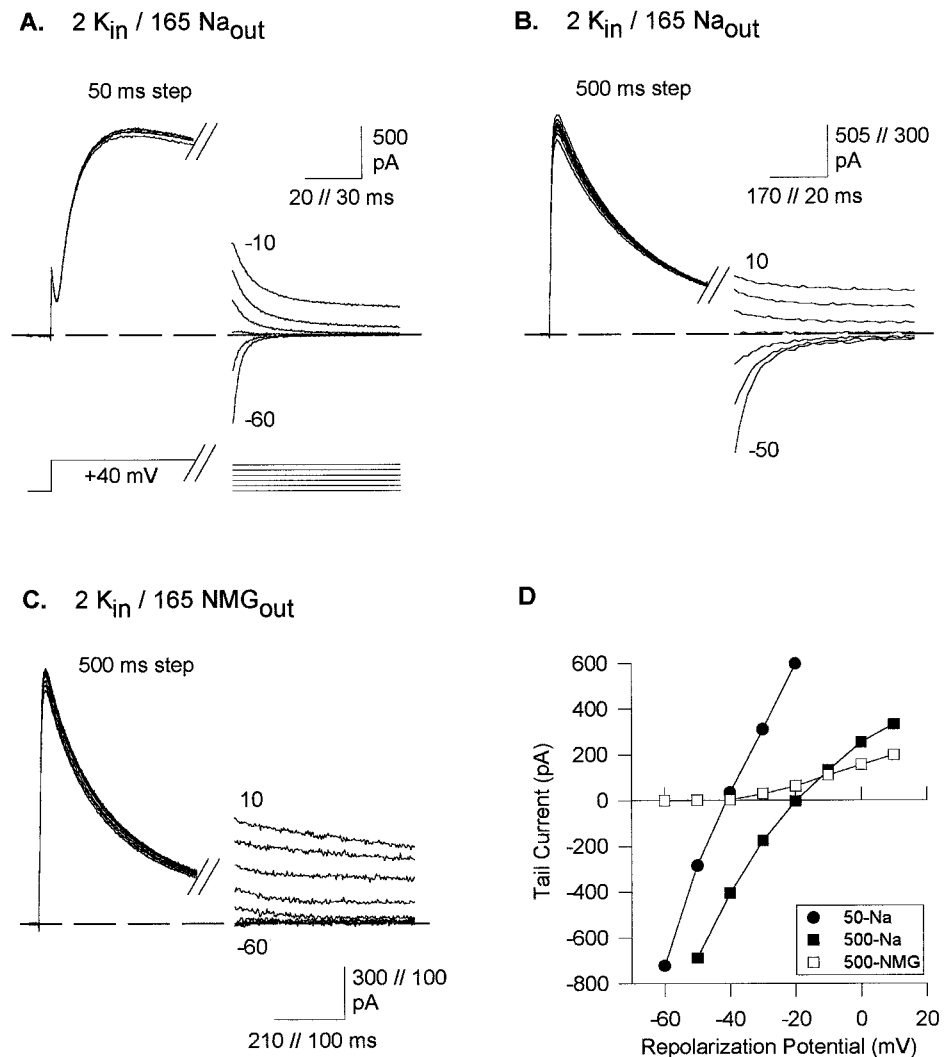 A. 2 Kin / 165 Naout
50 ms step
500
pA
20 // 30 ms
-10
-60
+40 mV
B. 2 Kin / 165 Naout
500 ms step
505 // 300
pA
170 // 20 ms
10
-50
C. 2 Kin / 165 NMGout
500 ms step
10
-60
300 // 100
pA
210 // 100 ms
D
600
400
200
0
-200
-400
-600
-800
Tail Current (pA)
50-Na
500-Na
500-NMG
-60 -40 -20 0 20
Repolarization Potential (mV)